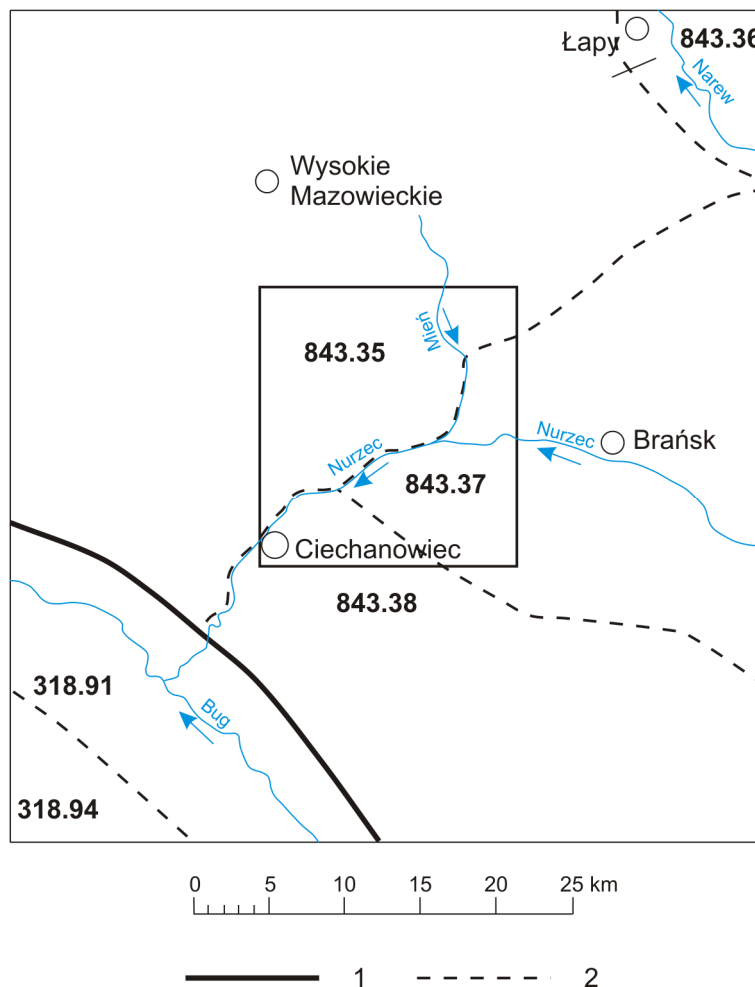 Łapy
843.36
Narew
Wysokie
Mazowieckie
Mień
843.35
Nurzec
Nurzec
Brańsk
843.37
Ciechanowiec
843.38
318.91
Bug
318.94
0 5 10 15 20 25 km
1 2